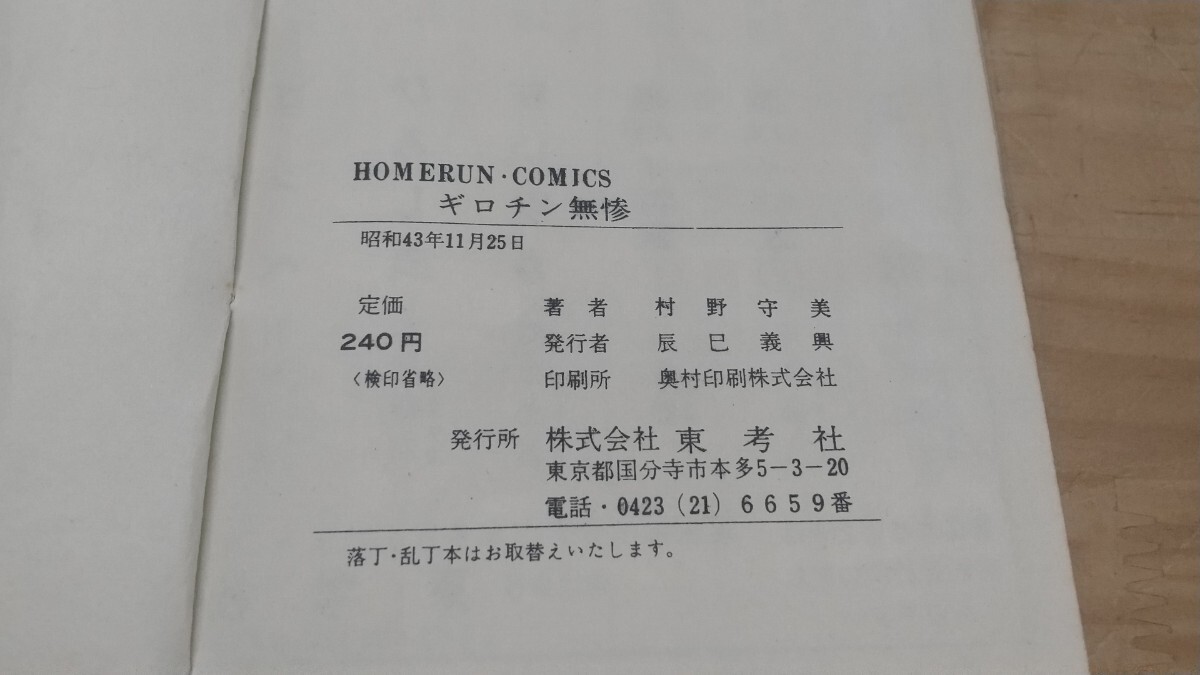 HOMERUN・COMICS
ギロチン無惨
昭和43年11月25日
定価 著者 村野守美
240円 発行者 辰巳義興
〈検印省略〉 印刷所 奥村印刷株式会社
発行所 株式会社 東考社
東京都国分寺市本多5−3−20
電話・0423（21）6659番
落丁・乱丁本はお取替えいたします。